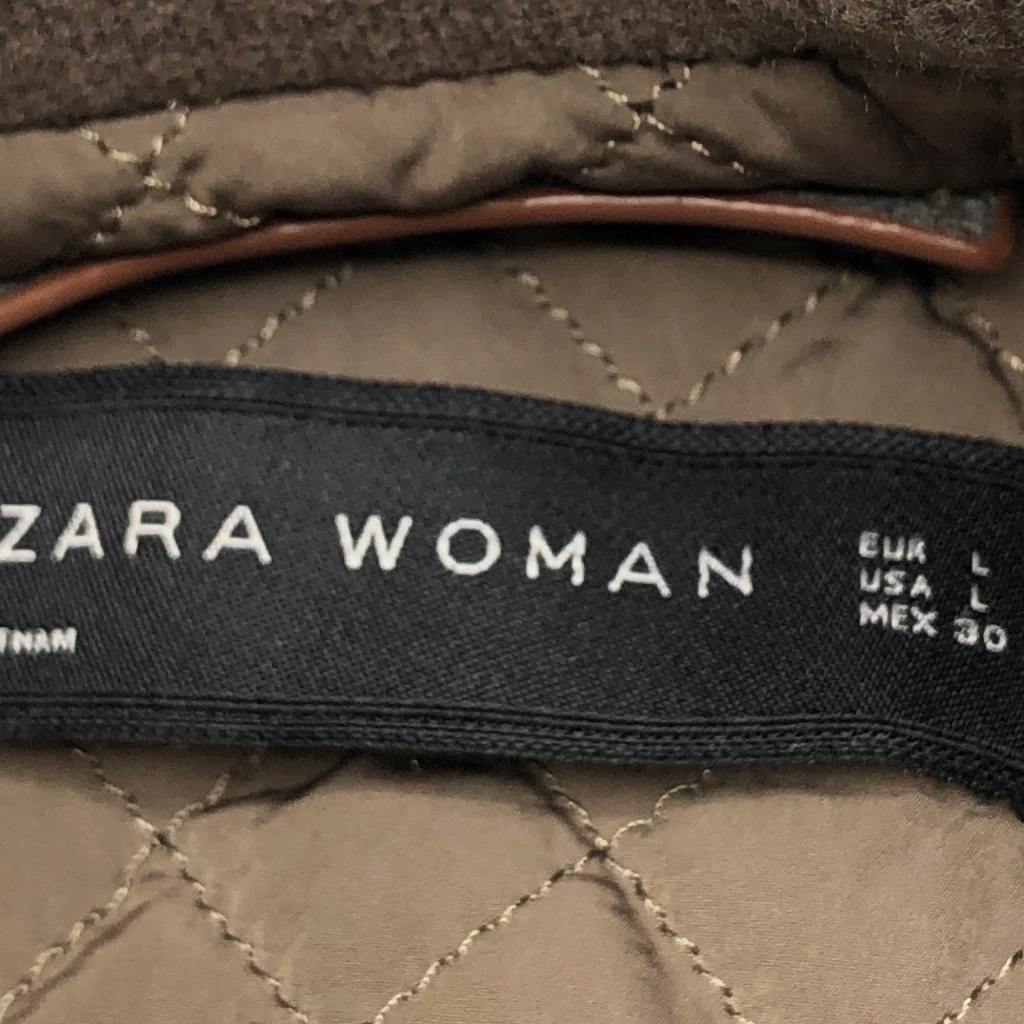 ZARA WOMAN
TNAM
EUR L
USA L
MEX 30